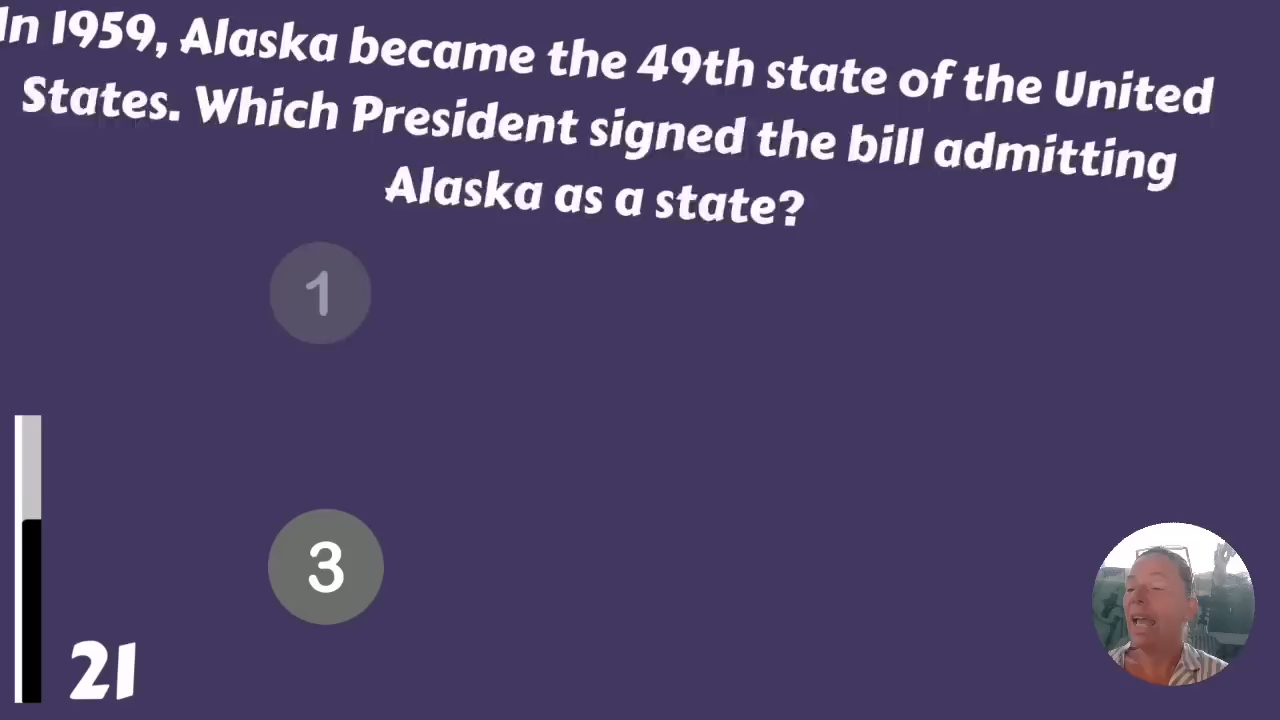 In 1959, Alaska became the 49th state of the United
States. Which President signed the bill admitting
Alaska as a state?
1
3
21